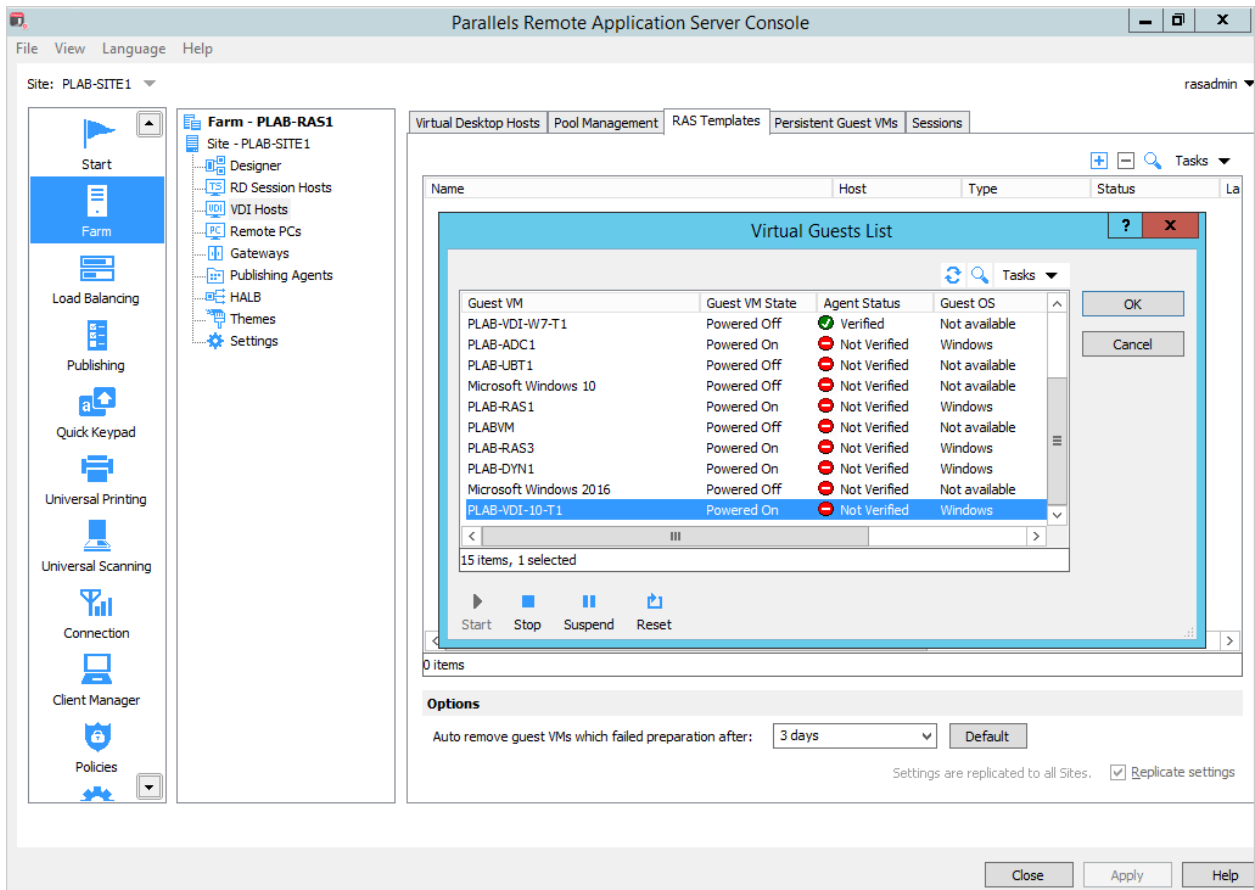 Parallels Remote Application Server Console
File View Language Help
Site: PLAB-SITE1
rasadmin
Start
Farm
Load Balancing
Publishing
Quick Keypad
Universal Printing
Universal Scanning
Connection
Client Manager
Policies
Farm - PLAB-RAS1
Site - PLAB-SITE1
Designer
TS RD Session Hosts
VDI VDI Hosts
PC Remote PCs
Gateways
Publishing Agents
HALB
Themes
Settings
Virtual Desktop Hosts Pool Management RAS Templates Persistent Guest VMs Sessions
Tasks
Name Host Type Status La
Virtual Guests List ? x
Tasks
Guest VM Guest VM State Agent Status Guest OS
PLAB-VDI-W7-T1 Powered Off Verified Not available
PLAB-ADC1 Powered On Not Verified Windows
PLAB-UBT1 Powered Off Not Verified Not available
Microsoft Windows 10 Powered Off Not Verified Not available
PLAB-RAS1 Powered On Not Verified Windows
PLABVM Powered Off Not Verified Not available
PLAB-RAS3 Powered On Not Verified Windows
PLAB-DYN1 Powered On Not Verified Windows
Microsoft Windows 2016 Powered Off Not Verified Not available
PLAB-VDI-10-T1 Powered On Not Verified Windows
15 items, 1 selected
OK
Cancel
Start Stop Suspend Reset
0 items
Options
Auto remove guest VMs which failed preparation after: 3 days Default
Settings are replicated to all Sites. Replicate settings
Close Apply Help